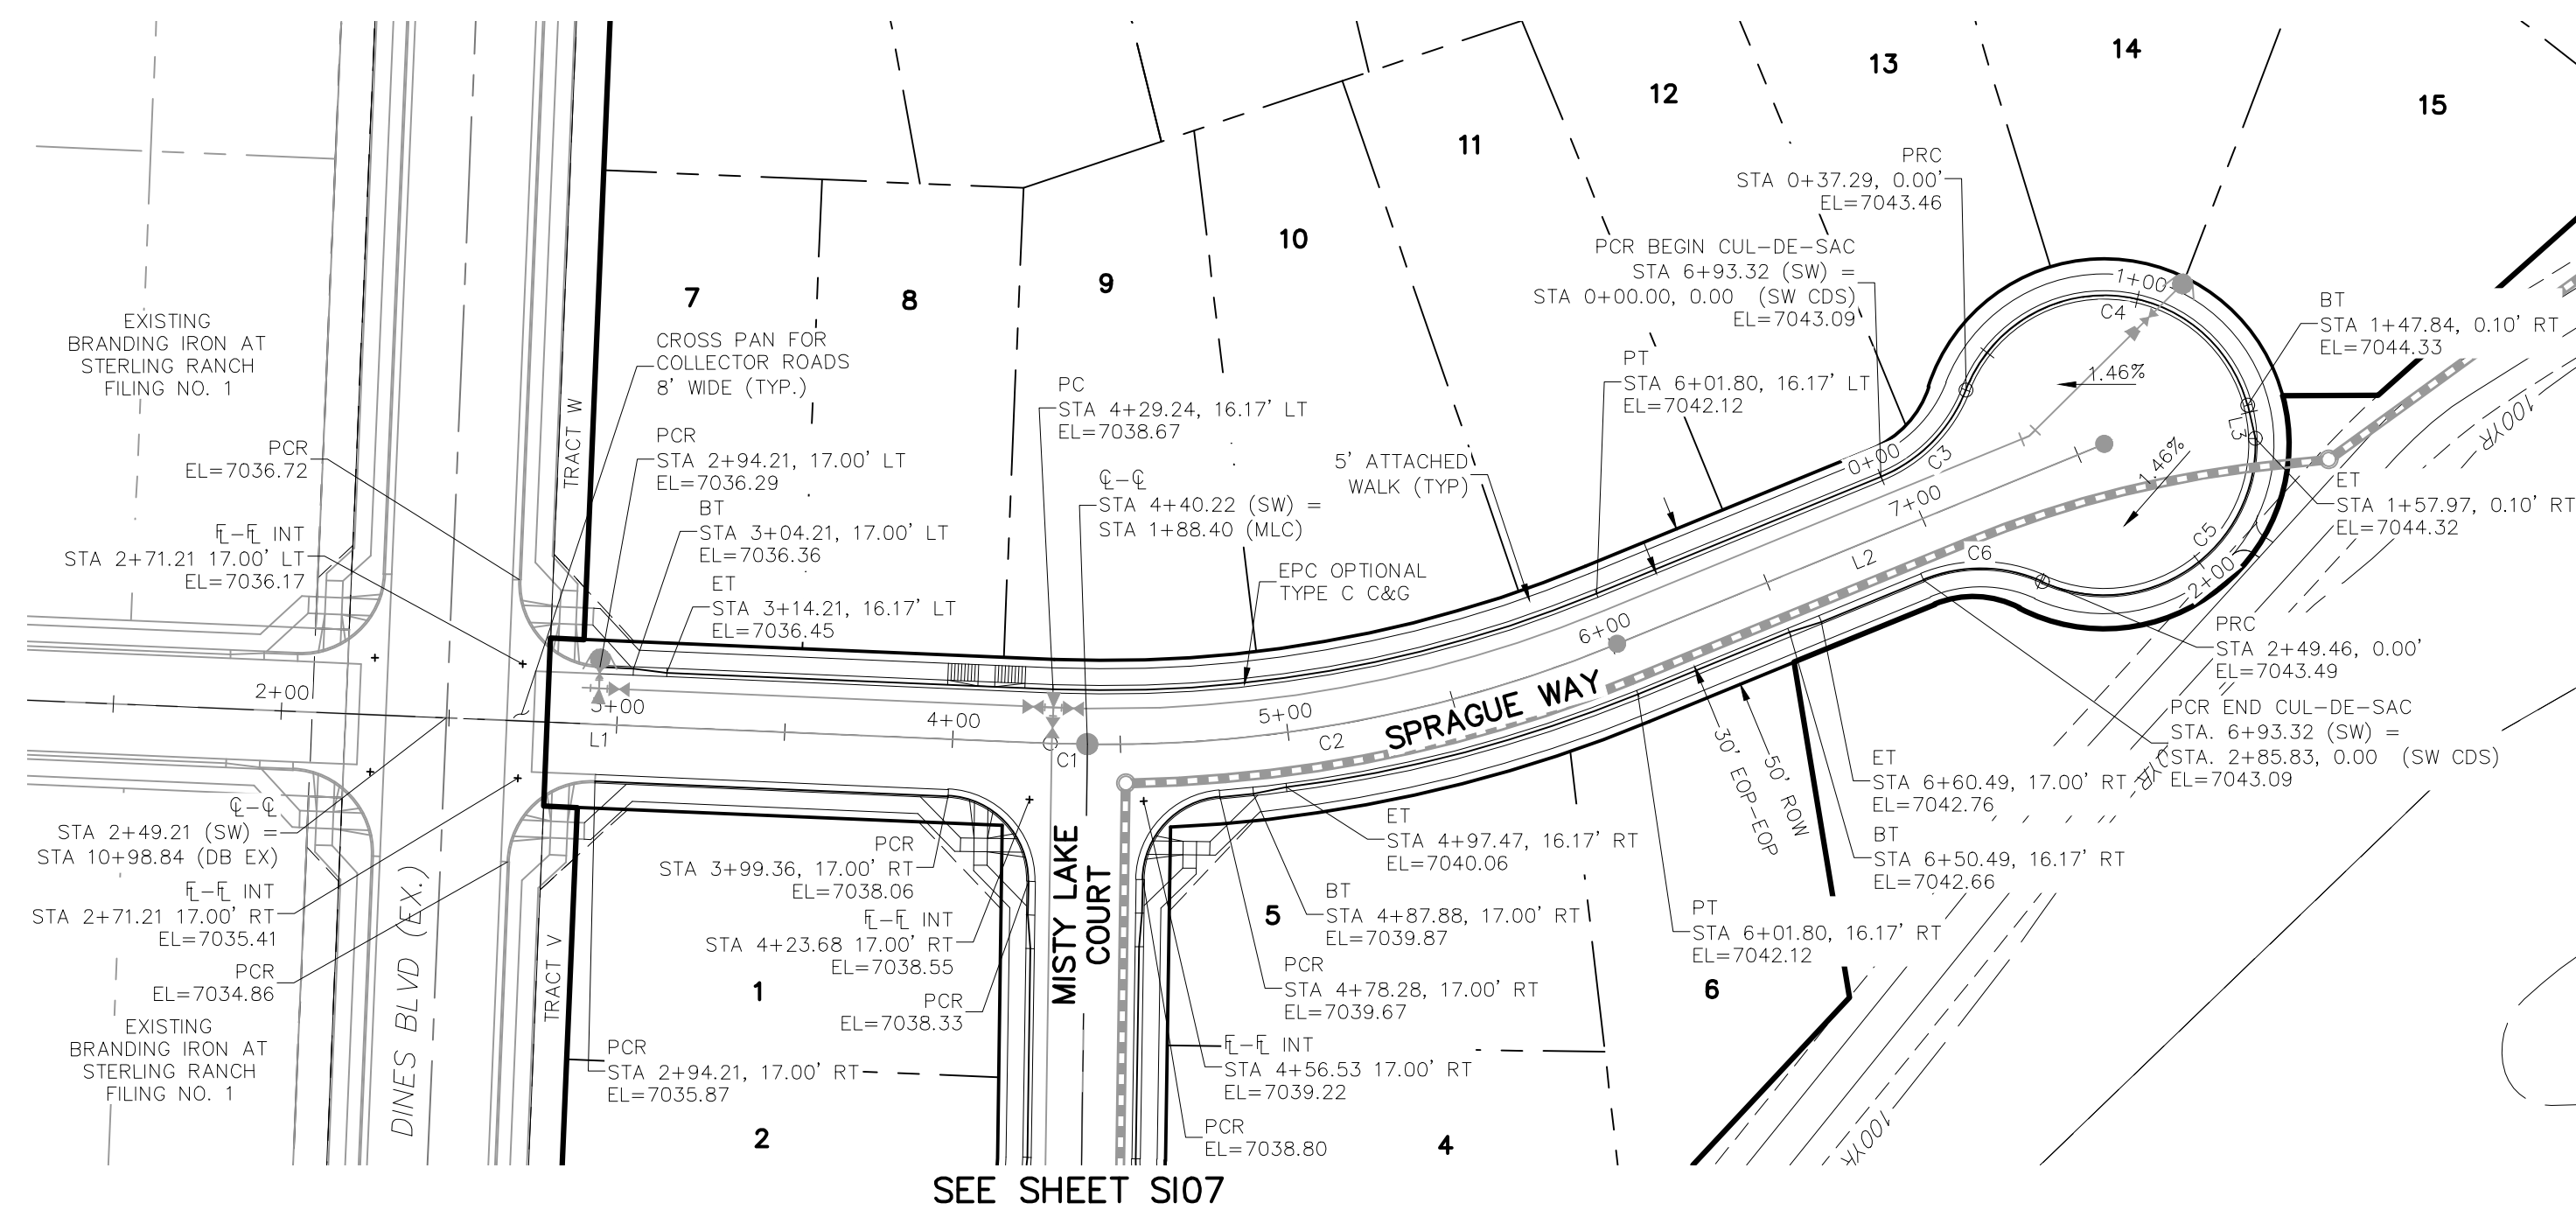 7
8
9
10
11
12
13
14
15
EXISTING
BRANDING IRON AT
STERLING RANCH
FILING NO. 1
PCR
EL=7036.72
FL-FL INT
STA 2+71.21 17.00' LT
EL=7036.17
TRACT W
CROSS PAN FOR
COLLECTOR ROADS
8' WIDE (TYP.)
PCR
STA 2+94.21, 17.00' LT
EL=7036.29
BT
STA 3+04.21, 17.00' LT
EL=7036.36
ET
STA 3+14.21, 16.17' LT
EL=7036.45
PC
STA 4+29.24, 16.17' LT
EL=7038.67
CL-CL
STA 4+40.22 (SW) =
STA 1+88.40 (MLC)
EPC OPTIONAL
TYPE C C&G
5' ATTACHED
WALK (TYP)
PRC
STA 0+37.29, 0.00'
EL=7043.46
PCR BEGIN CUL-DE-SAC
STA 6+93.32 (SW) =
STA 0+00.00, 0.00 (SW CDS)
EL=7043.09
PT
STA 6+01.80, 16.17' LT
EL=7042.12
BT
STA 1+47.84, 0.10' RT
EL=7044.33
ET
STA 1+57.97, 0.10' RT
EL=7044.32
PRC
STA 2+49.46, 0.00'
EL=7043.49
PCR END CUL-DE-SAC
STA. 6+93.32 (SW) =
STA. 2+85.83, 0.00 (SW CDS)
EL=7043.09
ET
STA 6+60.49, 17.00' RT
EL=7042.76
BT
STA 6+50.49, 16.17' RT
EL=7042.66
PT
STA 6+01.80, 16.17' RT
EL=7042.12
ET
STA 4+97.47, 16.17' RT
EL=7040.06
BT
STA 4+87.88, 17.00' RT
EL=7039.87
PCR
STA 4+78.28, 17.00' RT
EL=7039.67
FL-FL INT
STA 4+56.53 17.00' RT
EL=7039.22
PCR
EL=7038.80
2+00
3+00
4+00
5+00
6+00
7+00
0+00
1+00
2+00
L1
C1
C2
L2
C3
C4
L3
C5
C6
1.46%
1.46%
100YR
YR
100YR
SPRAGUE WAY
30' EOP-EOP
50' ROW
CL-CL
STA 2+49.21 (SW) =
STA 10+98.84 (DB EX)
FL-FL INT
STA 2+71.21 17.00' RT
EL=7035.41
PCR
EL=7034.86
EXISTING
BRANDING IRON AT
STERLING RANCH
FILING NO. 1
DINES BLVD (EX.)
TRACT V
PCR
STA 3+99.36, 17.00' RT
EL=7038.06
FL-FL INT
STA 4+23.68 17.00' RT
EL=7038.55
PCR
EL=7038.33
PCR
STA 2+94.21, 17.00' RT
EL=7035.87
MISTY LAKE
COURT
1
2
4
5
6
SEE SHEET SI07